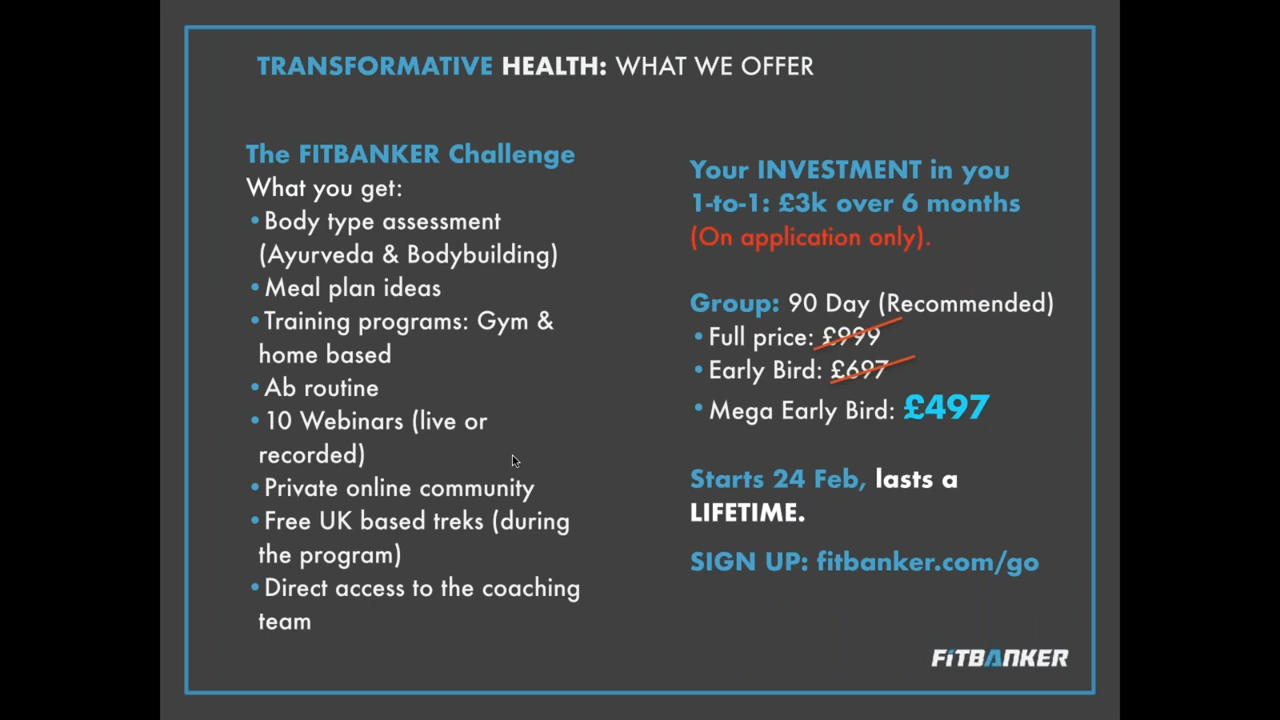 TRANSFORMATIVE HEALTH: WHAT WE OFFER
The FITBANKER Challenge
What you get:
•Body type assessment
(Ayurveda & Bodybuilding)
•Meal plan ideas
•Training programs: Gym &
home based
•Ab routine
•10 Webinars (live or
recorded)
•Private online community
•Free UK based treks (during
the program)
•Direct access to the coaching
team
Your INVESTMENT in you
1-to-1: £3k over 6 months
(On application only).
Group: 90 Day (Recommended)
•Full price: £999
•Early Bird: £697
•Mega Early Bird: £497
Starts 24 Feb, lasts a
LIFETIME.
SIGN UP: fitbanker.com/go
FITBANKER